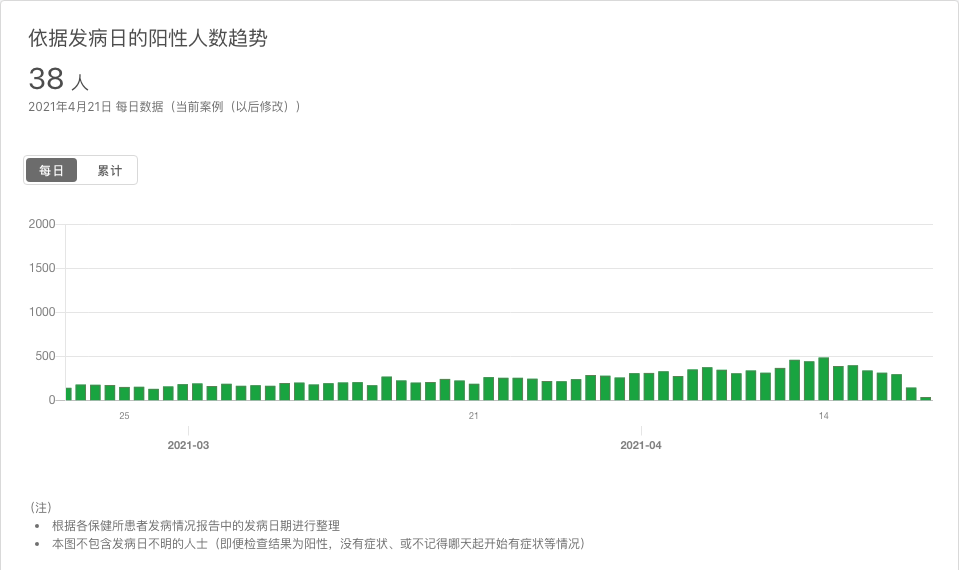 依据发病日的阳性人数趋势
38 人
2021年4月21日 每日数据（当前案例（以后修改））
每日 累计
2000
1500
1000
500
0
25 21 14
2021-03 2021-04
（注）
• 根据各保健所患者发病情况报告中的发病日期进行整理
• 本图不包含发病日不明的人士（即便检查结果为阳性，没有症状、或不记得哪天起开始有症状等情况）